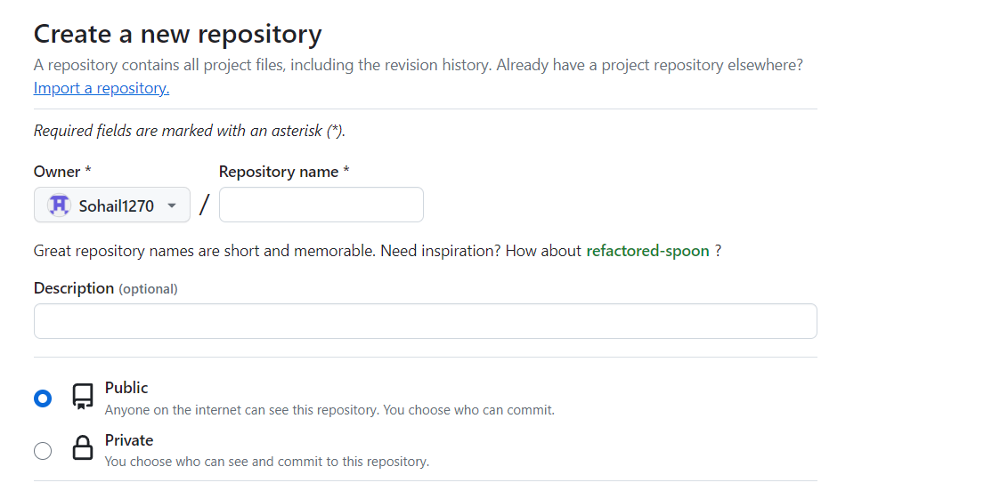 Create a new repository
A repository contains all project files, including the revision history. Already have a project repository elsewhere?
Import a repository.
Required fields are marked with an asterisk (*).
Owner * Repository name *
Sohail1270 /
Great repository names are short and memorable. Need inspiration? How about refactored-spoon ?
Description (optional)
Public
Anyone on the internet can see this repository. You choose who can commit.
Private
You choose who can see and commit to this repository.